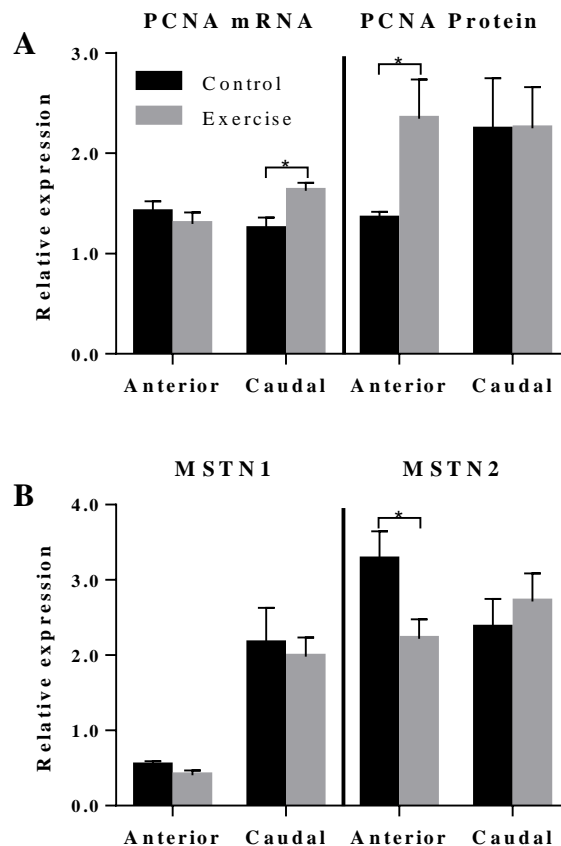 PCNA mRNA PCNA Protein
A
3.0
2.0
1.0
0.0
Relative expression
Control
Exercise
*
*
Anterior Caudal Anterior Caudal
MSTN1 MSTN2
B
4.0
3.0
2.0
1.0
0.0
Relative expression
*
Anterior Caudal Anterior Caudal